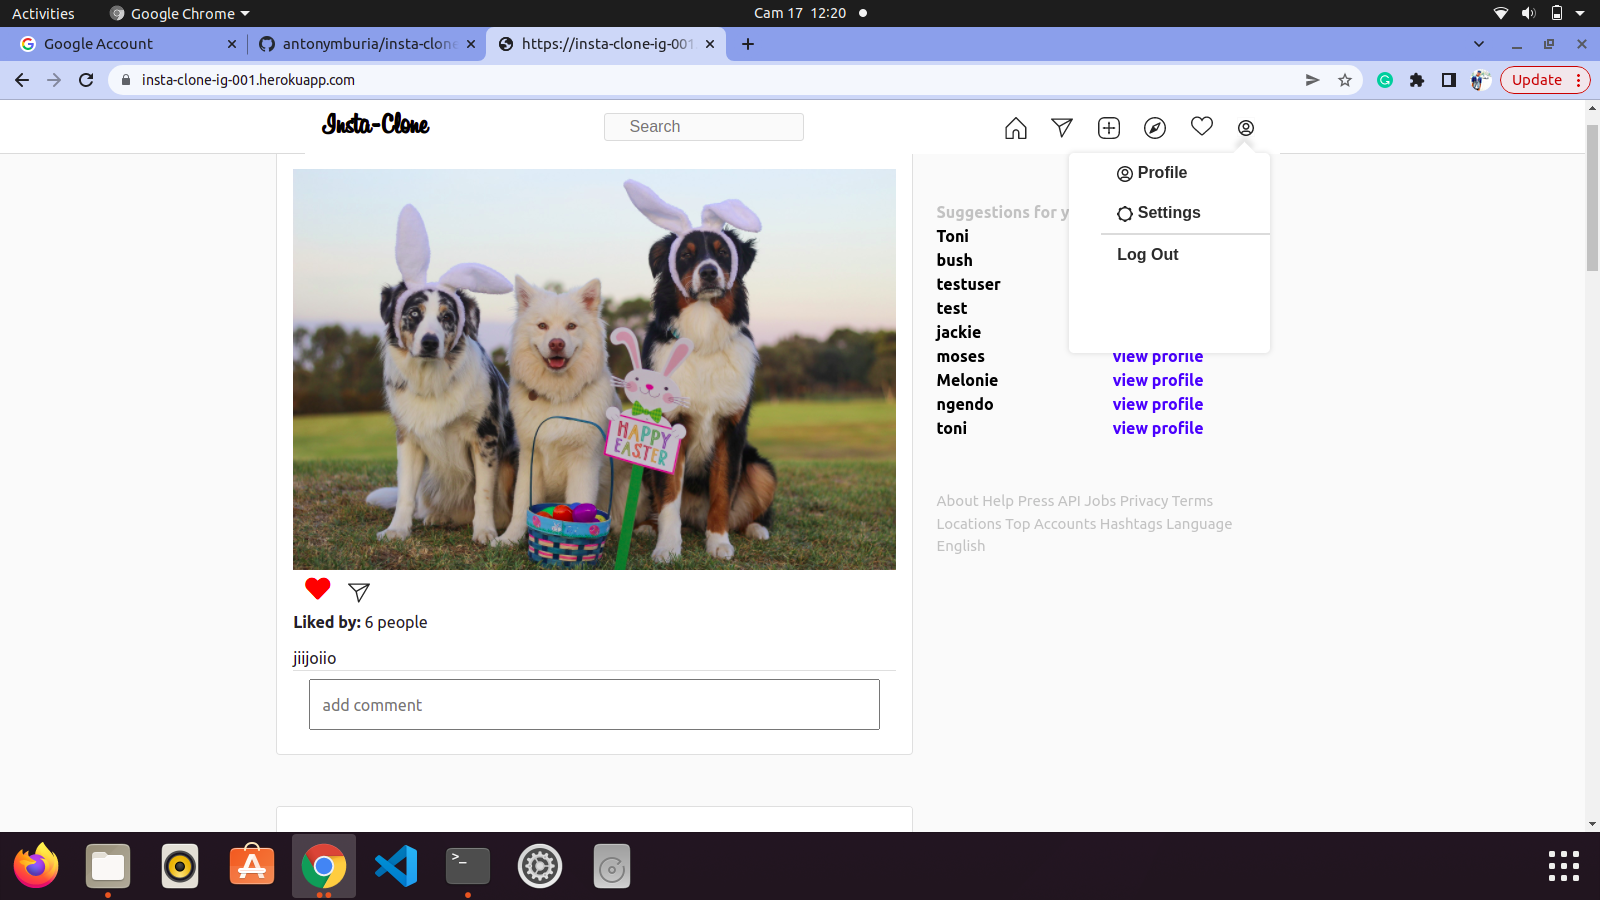 Activities Google Chrome Cam 17 12:20
Google Account antonymburia/insta-clone https://insta-clone-ig-001
insta-clone-ig-001.herokuapp.com Update
Insta-Clone Search
Profile
Settings
Log Out
Suggestions for y
Toni
bush
testuser
test
jackie
moses view profile
Melonie view profile
ngendo view profile
toni view profile
About Help Press API Jobs Privacy Terms
Locations Top Accounts Hashtags Language
English
HAPPY
EASTER
Liked by: 6 people
jiijoiio
add comment